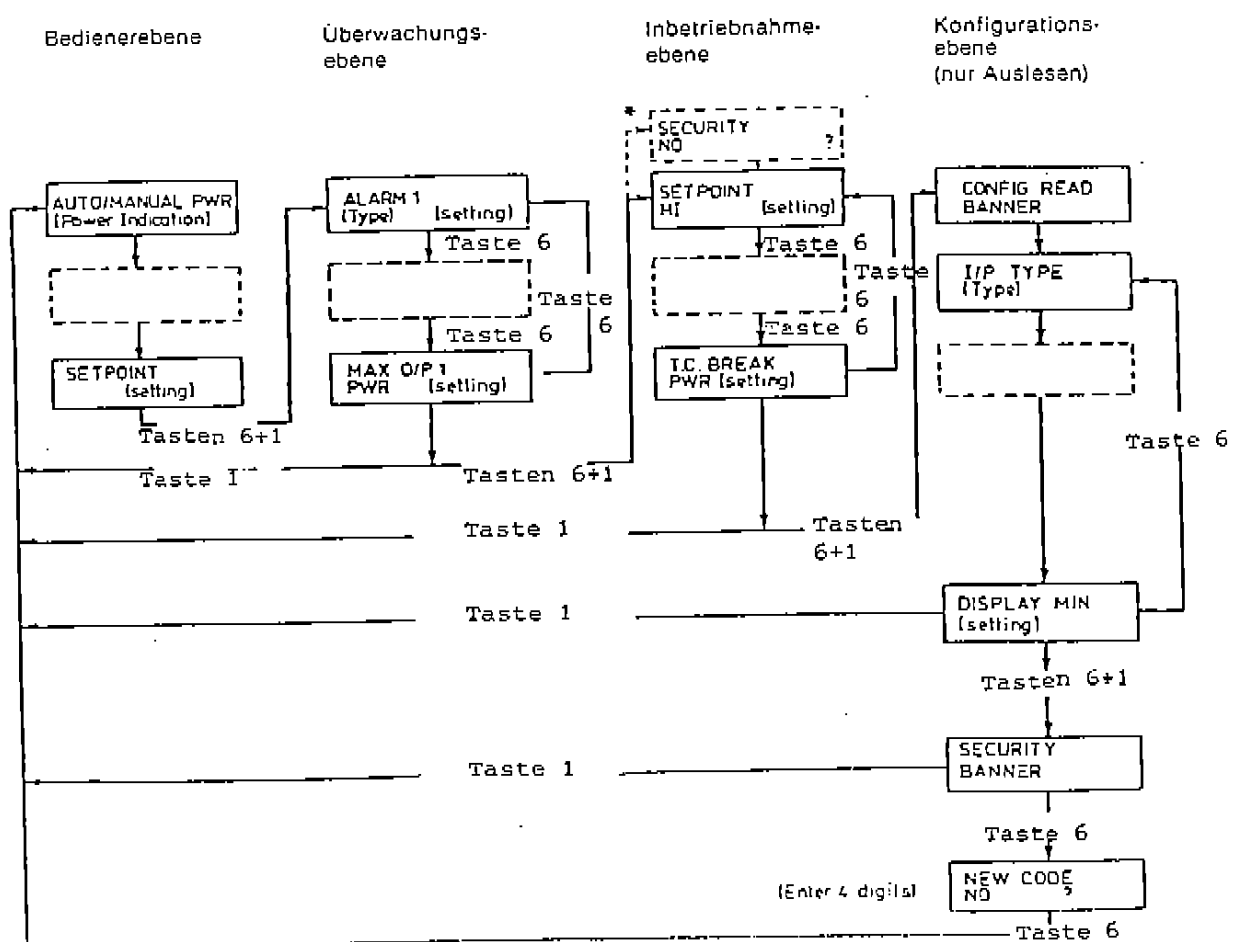 Bedienerebene
Überwachungs-
ebene
Inbetriebnahme-
ebene
Konfigurations-
ebene
(nur Auslesen)
*
SECURITY
NO ?
AUTO/MANUAL PWR
(Power Indication)
ALARM 1
(Type) (setting)
SETPOINT
HI (setting)
CONFIG READ
BANNER
Taste 6
Taste 6
Taste
6
Taste
6
I/P TYPE
(Type)
Taste 6
Taste 6
SETPOINT
(setting)
MAX O/P 1
PWR (setting)
T.C. BREAK
PWR (setting)
Tasten 6+1
Taste 6
Taste I
Tasten 6+1
Taste 1
Tasten
6+1
Taste 1
DISPLAY MIN
(setting)
Tasten 6+1
Taste 1
SECURITY
BANNER
Taste 6
(Enter 4 digits)
NEW CODE
NO ?
Taste 6